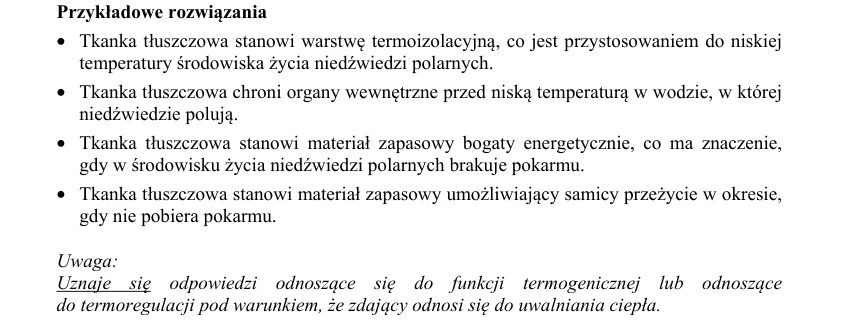 Przykładowe rozwiązania
• Tkanka tłuszczowa stanowi warstwę termoizolacyjną, co jest przystosowaniem do niskiej
temperatury środowiska życia niedźwiedzi polarnych.
• Tkanka tłuszczowa chroni organy wewnętrzne przed niską temperaturą w wodzie, w której
niedźwiedzie polują.
• Tkanka tłuszczowa stanowi materiał zapasowy bogaty energetycznie, co ma znaczenie,
gdy w środowisku życia niedźwiedzi polarnych brakuje pokarmu.
• Tkanka tłuszczowa stanowi materiał zapasowy umożliwiający samicy przeżycie w okresie,
gdy nie pobiera pokarmu.
Uwaga:
Uznaje się odpowiedzi odnoszące się do funkcji termogenicznej lub odnoszące
do termoregulacji pod warunkiem, że zdający odnosi się do uwalniania ciepła.